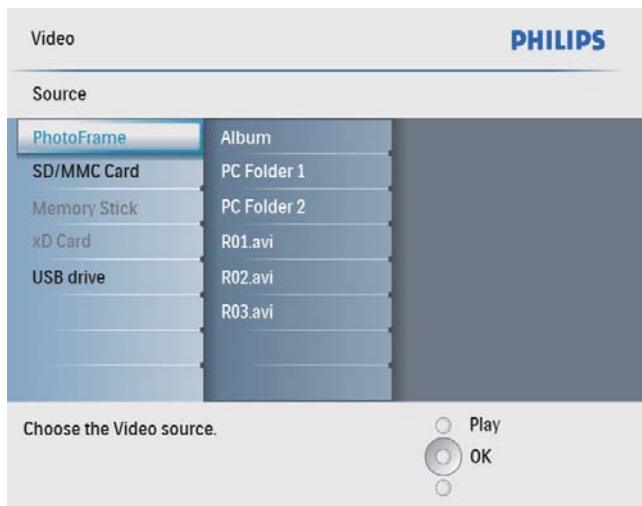 Video
PHILIPS
Source
PhotoFrame
SD/MMC Card
Memory Stick
xD Card
USB drive
Album
PC Folder 1
PC Folder 2
R01.avi
R02.avi
R03.avi
Choose the Video source.
Play
OK